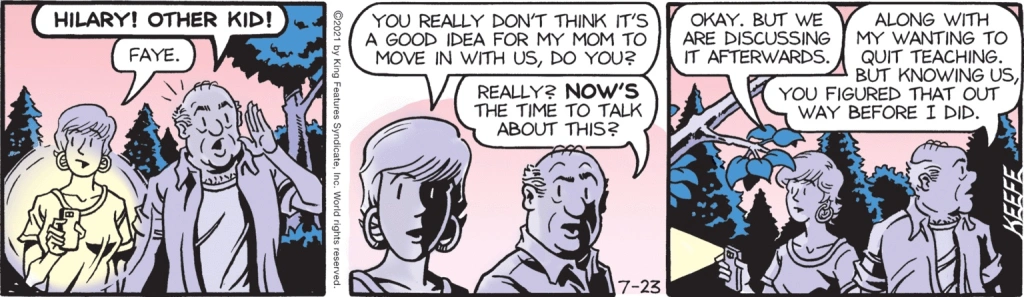 HILARY! OTHER KID!
FAYE.
©2021 by King Features Syndicate, Inc. World rights reserved.
YOU REALLY DON'T THINK IT'S
A GOOD IDEA FOR MY MOM TO
MOVE IN WITH US, DO YOU?
REALLY? NOW'S
THE TIME TO TALK
ABOUT THIS?
7-23
OKAY. BUT WE
ARE DISCUSSING
IT AFTERWARDS.
ALONG WITH
MY WANTING TO
QUIT TEACHING.
BUT KNOWING US,
YOU FIGURED THAT OUT
WAY BEFORE I DID.
KEEFE